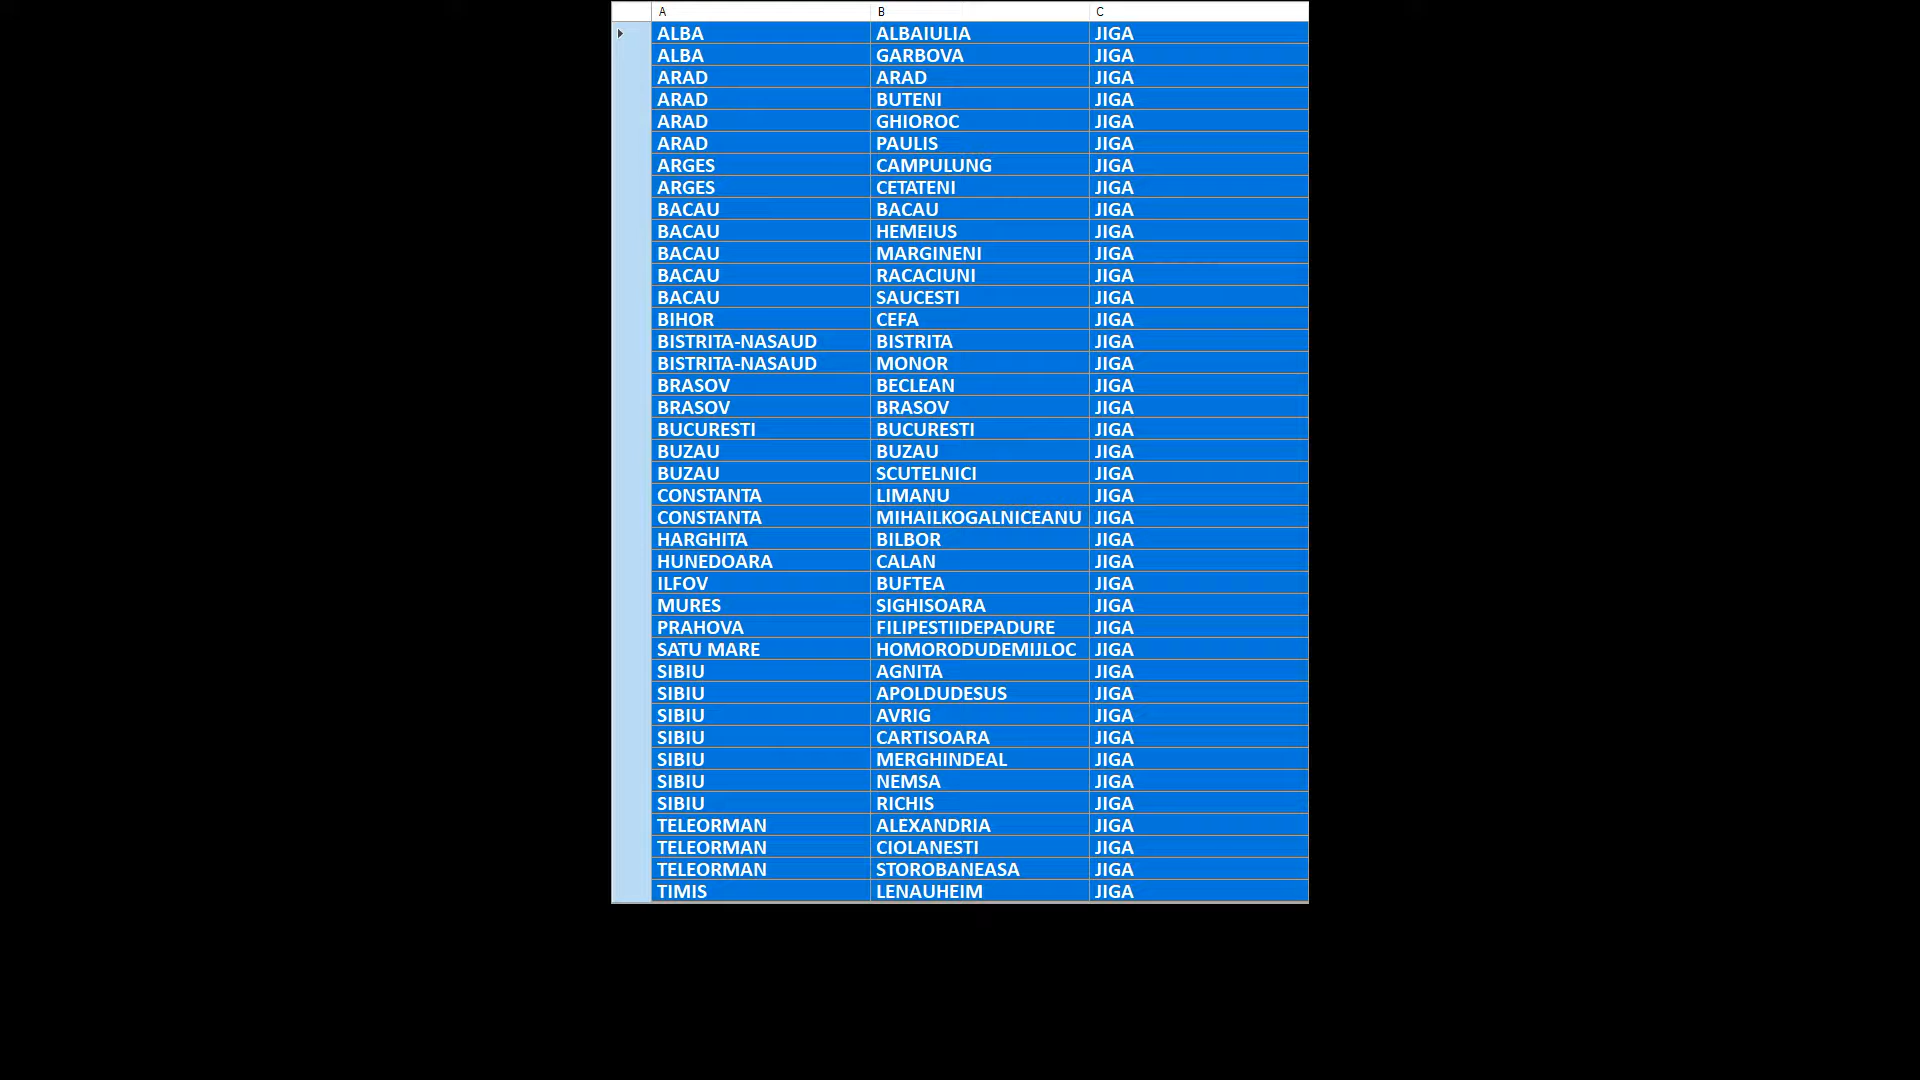 A B C
ALBA ALBAIULIA JIGA
ALBA GARBOVA JIGA
ARAD ARAD JIGA
ARAD BUTENI JIGA
ARAD GHIOROC JIGA
ARAD PAULIS JIGA
ARGES CAMPULUNG JIGA
ARGES CETATENI JIGA
BACAU BACAU JIGA
BACAU HEMEIUS JIGA
BACAU MARGINENI JIGA
BACAU RACACIUNI JIGA
BACAU SAUCESTI JIGA
BIHOR CEFA JIGA
BISTRITA-NASAUD BISTRITA JIGA
BISTRITA-NASAUD MONOR JIGA
BRASOV BECLEAN JIGA
BRASOV BRASOV JIGA
BUCURESTI BUCURESTI JIGA
BUZAU BUZAU JIGA
BUZAU SCUTELNICI JIGA
CONSTANTA LIMANU JIGA
CONSTANTA MIHAILKOGALNICEANU JIGA
HARGHITA BILBOR JIGA
HUNEDOARA CALAN JIGA
ILFOV BUFTEA JIGA
MURES SIGHISOARA JIGA
PRAHOVA FILIPESTIIDEPADURE JIGA
SATU MARE HOMORODUDEMIJLOC JIGA
SIBIU AGNITA JIGA
SIBIU APOLDUDESUS JIGA
SIBIU AVRIG JIGA
SIBIU CARTISOARA JIGA
SIBIU MERGHINDEAL JIGA
SIBIU NEMSA JIGA
SIBIU RICHIS JIGA
TELEORMAN ALEXANDRIA JIGA
TELEORMAN CIOLANESTI JIGA
TELEORMAN STOROBANEASA JIGA
TIMIS LENAUHEIM JIGA